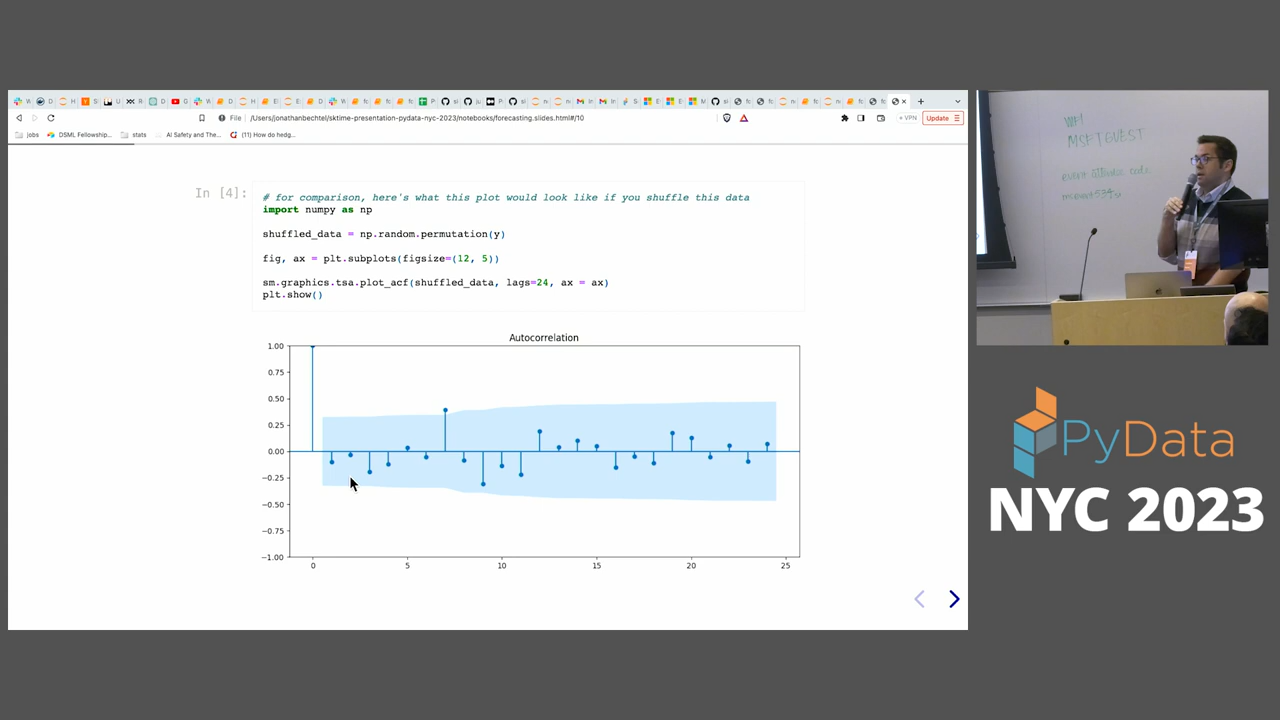 /Users/jonathanbechtel/sktime-presentation-pydata-nyc-2023/notebooks/forecasting.slides.html#/10
File
VPN
Update
jobs
DSML Fellowship...
stats
AI Safety and The...
(11) How do hedg...
In [4]:
# for comparison, here's what this plot would look like if you shuffle this data
import numpy as np
shuffled_data = np.random.permutation(y)
fig, ax = plt.subplots(figsize=(12, 5))
sm.graphics.tsa.plot_acf(shuffled_data, lags=24, ax = ax)
plt.show()
Autocorrelation
1.00
0.75
0.50
0.25
0.00
−0.25
−0.50
−0.75
−1.00
0 5 10 15 20 25
MSFTGUEST
PyData
NYC 2023